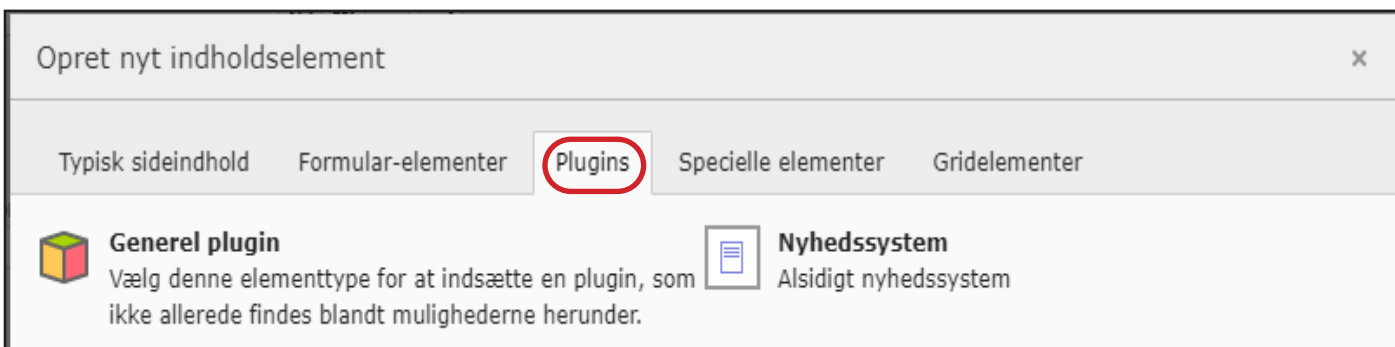 Opret nyt indholdselement ×
Typisk sideindhold Formular-elementer Plugins Specielle elementer Gridelementer
Generel plugin
Vælg denne elementtype for at indsætte en plugin, som
ikke allerede findes blandt mulighederne herunder.
Nyhedssystem
Alsidigt nyhedssystem